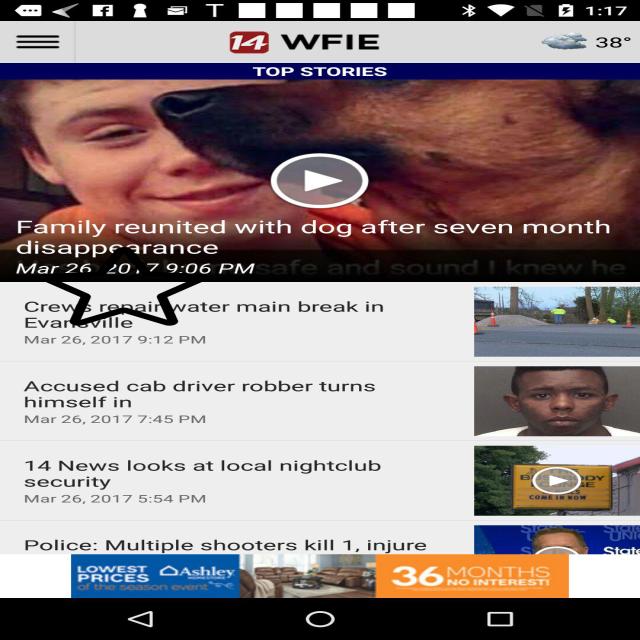 1:17
14 WFIE
38°
TOP STORIES
Family reunited with dog after seven month
disappearance
Mar 26, 2017 9:06 PM
safe and sound I knew he
Crews repair water main break in
Evansville
Mar 26, 2017 9:12 PM
Accused cab driver robber turns
himself in
Mar 26, 2017 7:45 PM
14 News looks at local nightclub
security
Mar 26, 2017 5:54 PM
COME IN NOW
Police: Multiple shooters kill 1, injure
LOWEST
PRICES
of the season event
Ashley
HOMESTORE
36 MONTHS
NO INTEREST!